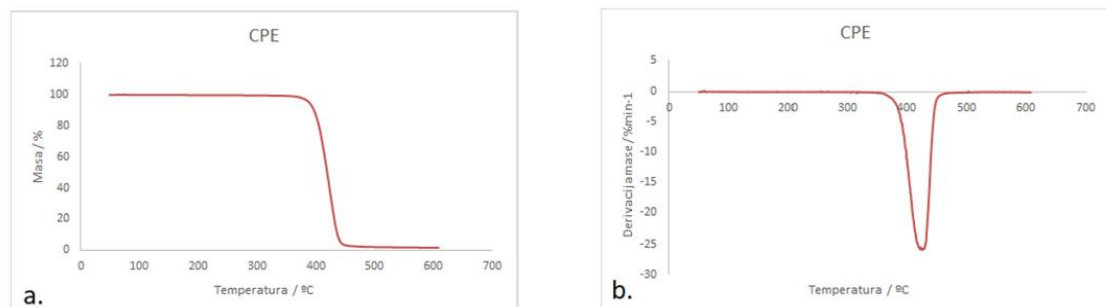 CPE
120
100
80
60
40
20
0
Masa / %
0 100 200 300 400 500 600 700
Temperatura / ºC
a.
CPE
5
0
-5
-10
-15
-20
-25
-30
Derivacijamase / %min-1
0 100 200 300 400 500 600 700
Temperatura / ºC
b.